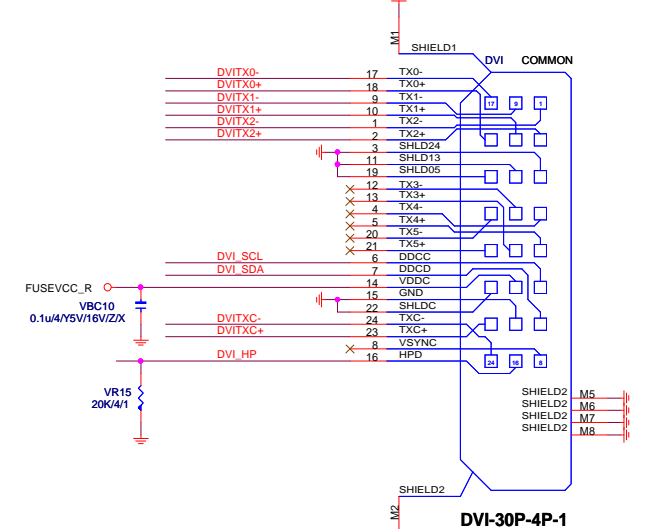 M1
SHIELD1
DVI COMMON
DVITX0- 17 TX0-
DVITX0+ 18 TX0+
DVITX1- 9 TX1-
DVITX1+ 10 TX1+
DVITX2- 1 TX2-
DVITX2+ 2 TX2+
3 SHLD24
11 SHLD13
19 SHLD05
12 TX3-
13 TX3+
4 TX4-
5 TX4+
20 TX5-
21 TX5+
DVI_SCL 6 DDCC
DVI_SDA 7 DDCD
FUSEVCC_R 14 VDDC
15 GND
22 SHLDC
VBC10
0.1u/4/Y5V/16V/Z/X
DVITXC- 24 TXC-
DVITXC+ 23 TXC+
8 VSYNC
DVI_HP 16 HPD
17 9 1
24 16 8
VR15
20K/4/1
SHIELD2 M5
SHIELD2 M6
SHIELD2 M7
SHIELD2 M8
SHIELD2
M2
DVI-30P-4P-1